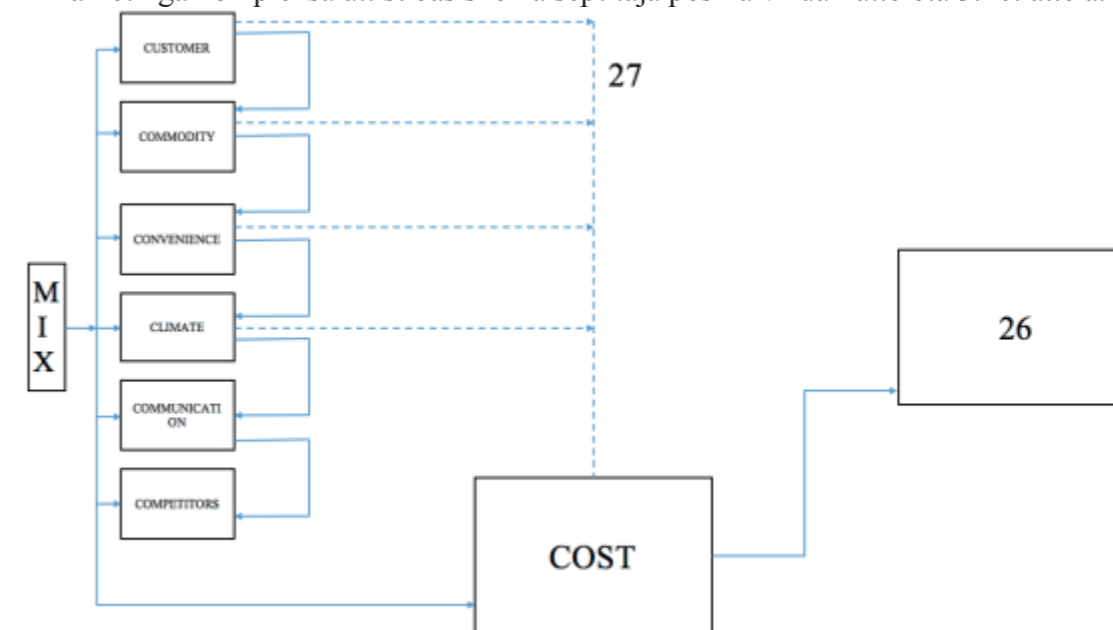 CUSTOMER
27
COMMODITY
CONVENIENCE
M
I
X
CLIMATE
26
COMMUNICATI
ON
COMPETITORS
COST